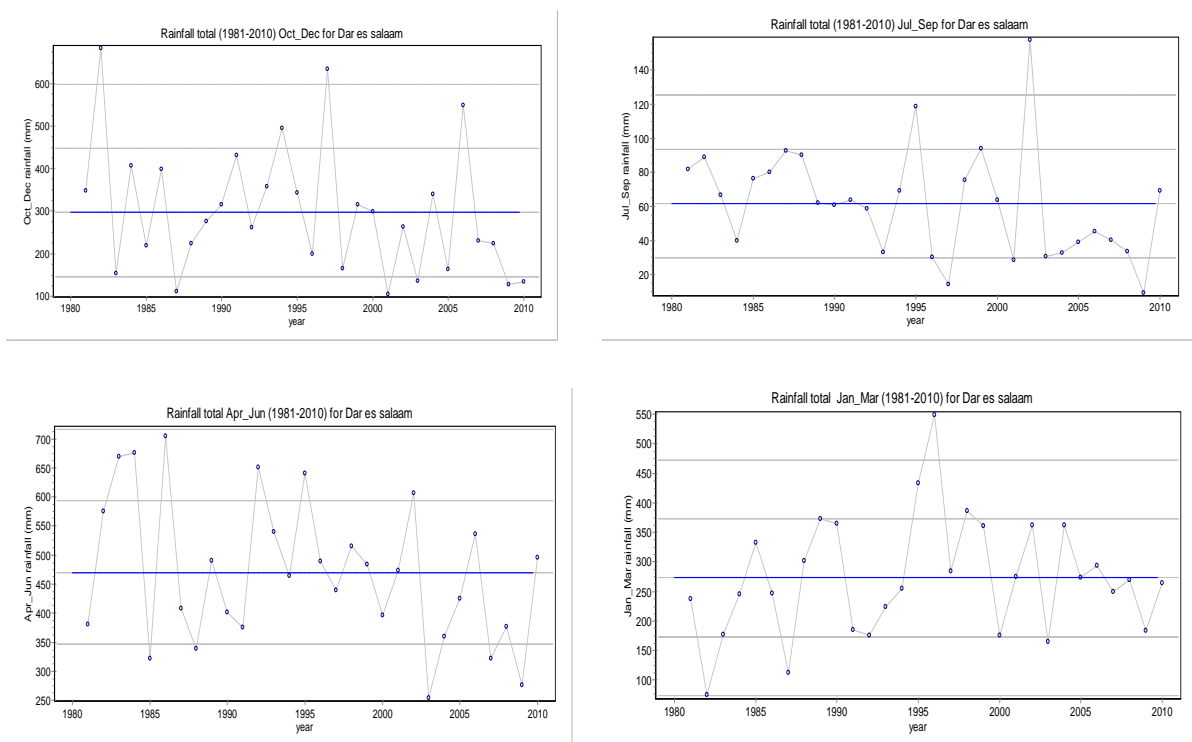 Rainfall total (1981-2010) Oct_Dec for Dar es salaam
Oct_Dec rainfall (mm)
600
500
400
300
200
100
1980 1985 1990 1995 2000 2005 2010
year
Rainfall total (1981-2010) Jul_Sep for Dar es salaam
Jul_Sep rainfall (mm)
140
120
100
80
60
40
20
1980 1985 1990 1995 2000 2005 2010
year
Rainfall total Apr_Jun (1981-2010) for Dar es salaam
Apr_Jun rainfall (mm)
700
650
600
550
500
450
400
350
300
250
1980 1985 1990 1995 2000 2005 2010
year
Rainfall total Jan_Mar (1981-2010) for Dar es salaam
Jan_Mar rainfall (mm)
550
500
450
400
350
300
250
200
150
100
1980 1985 1990 1995 2000 2005 2010
year